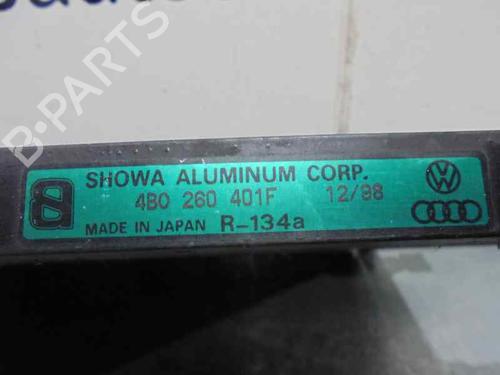 SHOWA ALUMINUM CORP.
4B0 260 401F 12/98
MADE IN JAPAN R-134a
B-PARTS